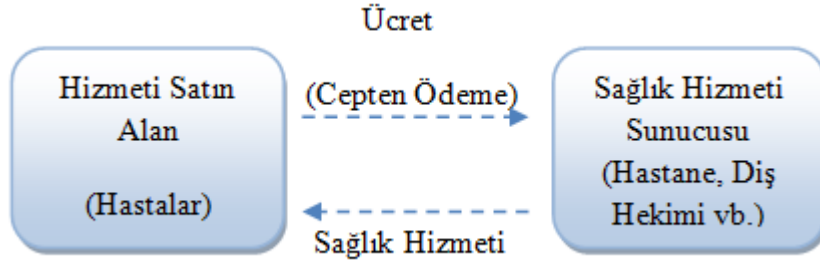 Ücret
Hizmeti Satın
Alan
(Hastalar)
(Cepten Ödeme)
Sağlık Hizmeti
Sunucusu
(Hastane, Diş
Hekimi vb.)
Sağlık Hizmeti